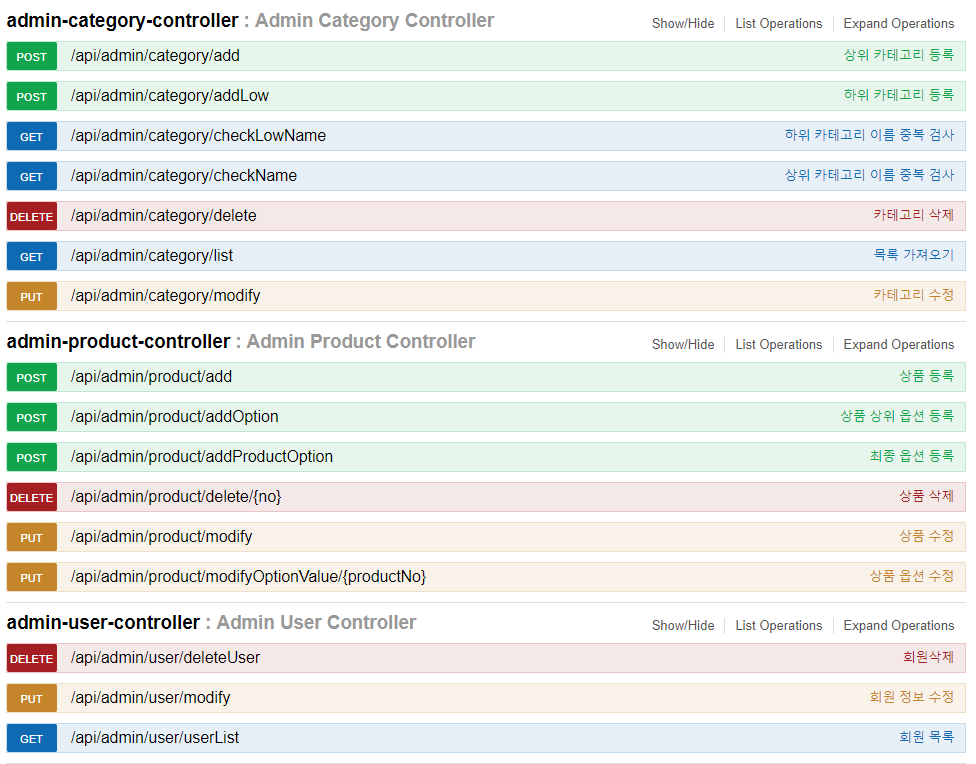 admin-category-controller : Admin Category Controller Show/Hide List Operations Expand Operations
POST /api/admin/category/add 상위 카테고리 등록
POST /api/admin/category/addLow 하위 카테고리 등록
GET /api/admin/category/checkLowName 하위 카테고리 이름 중복 검사
GET /api/admin/category/checkName 상위 카테고리 이름 중복 검사
DELETE /api/admin/category/delete 카테고리 삭제
GET /api/admin/category/list 목록 가져오기
PUT /api/admin/category/modify 카테고리 수정
admin-product-controller : Admin Product Controller Show/Hide List Operations Expand Operations
POST /api/admin/product/add 상품 등록
POST /api/admin/product/addOption 상품 상위 옵션 등록
POST /api/admin/product/addProductOption 최종 옵션 등록
DELETE /api/admin/product/delete/{no} 상품 삭제
PUT /api/admin/product/modify 상품 수정
PUT /api/admin/product/modifyOptionValue/{productNo} 상품 옵션 수정
admin-user-controller : Admin User Controller Show/Hide List Operations Expand Operations
DELETE /api/admin/user/deleteUser 회원삭제
PUT /api/admin/user/modify 회원 정보 수정
GET /api/admin/user/userList 회원 목록